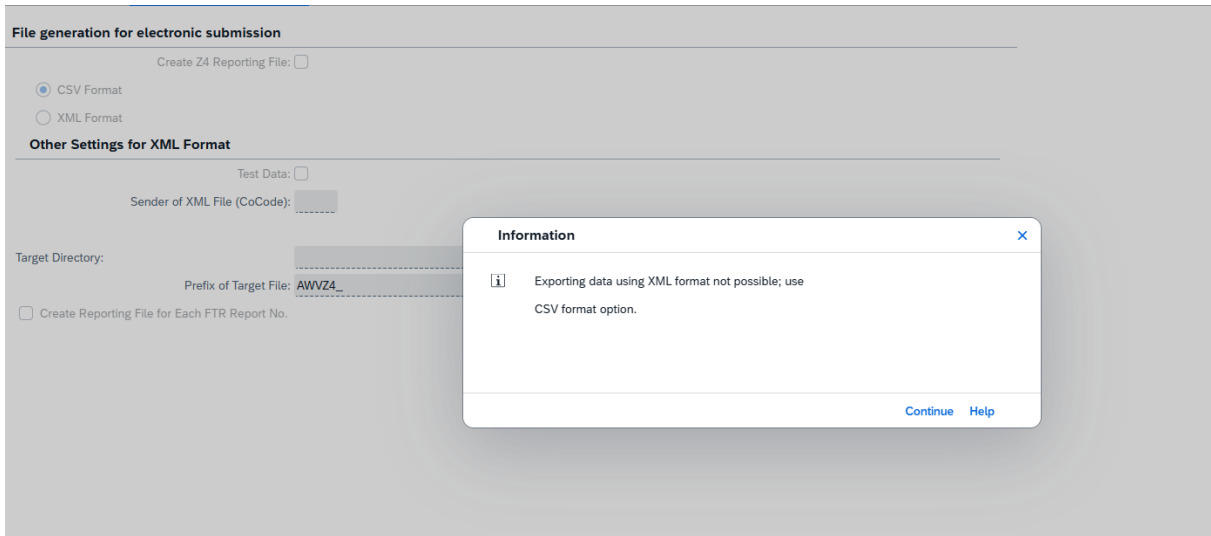 File generation for electronic submission
Create Z4 Reporting File:
CSV Format
XML Format
Other Settings for XML Format
Test Data:
Sender of XML File (CoCode):
Target Directory:
Prefix of Target File: AWVZ4_
Create Reporting File for Each FTR Report No.
Information
Exporting data using XML format not possible; use
CSV format option.
Continue Help